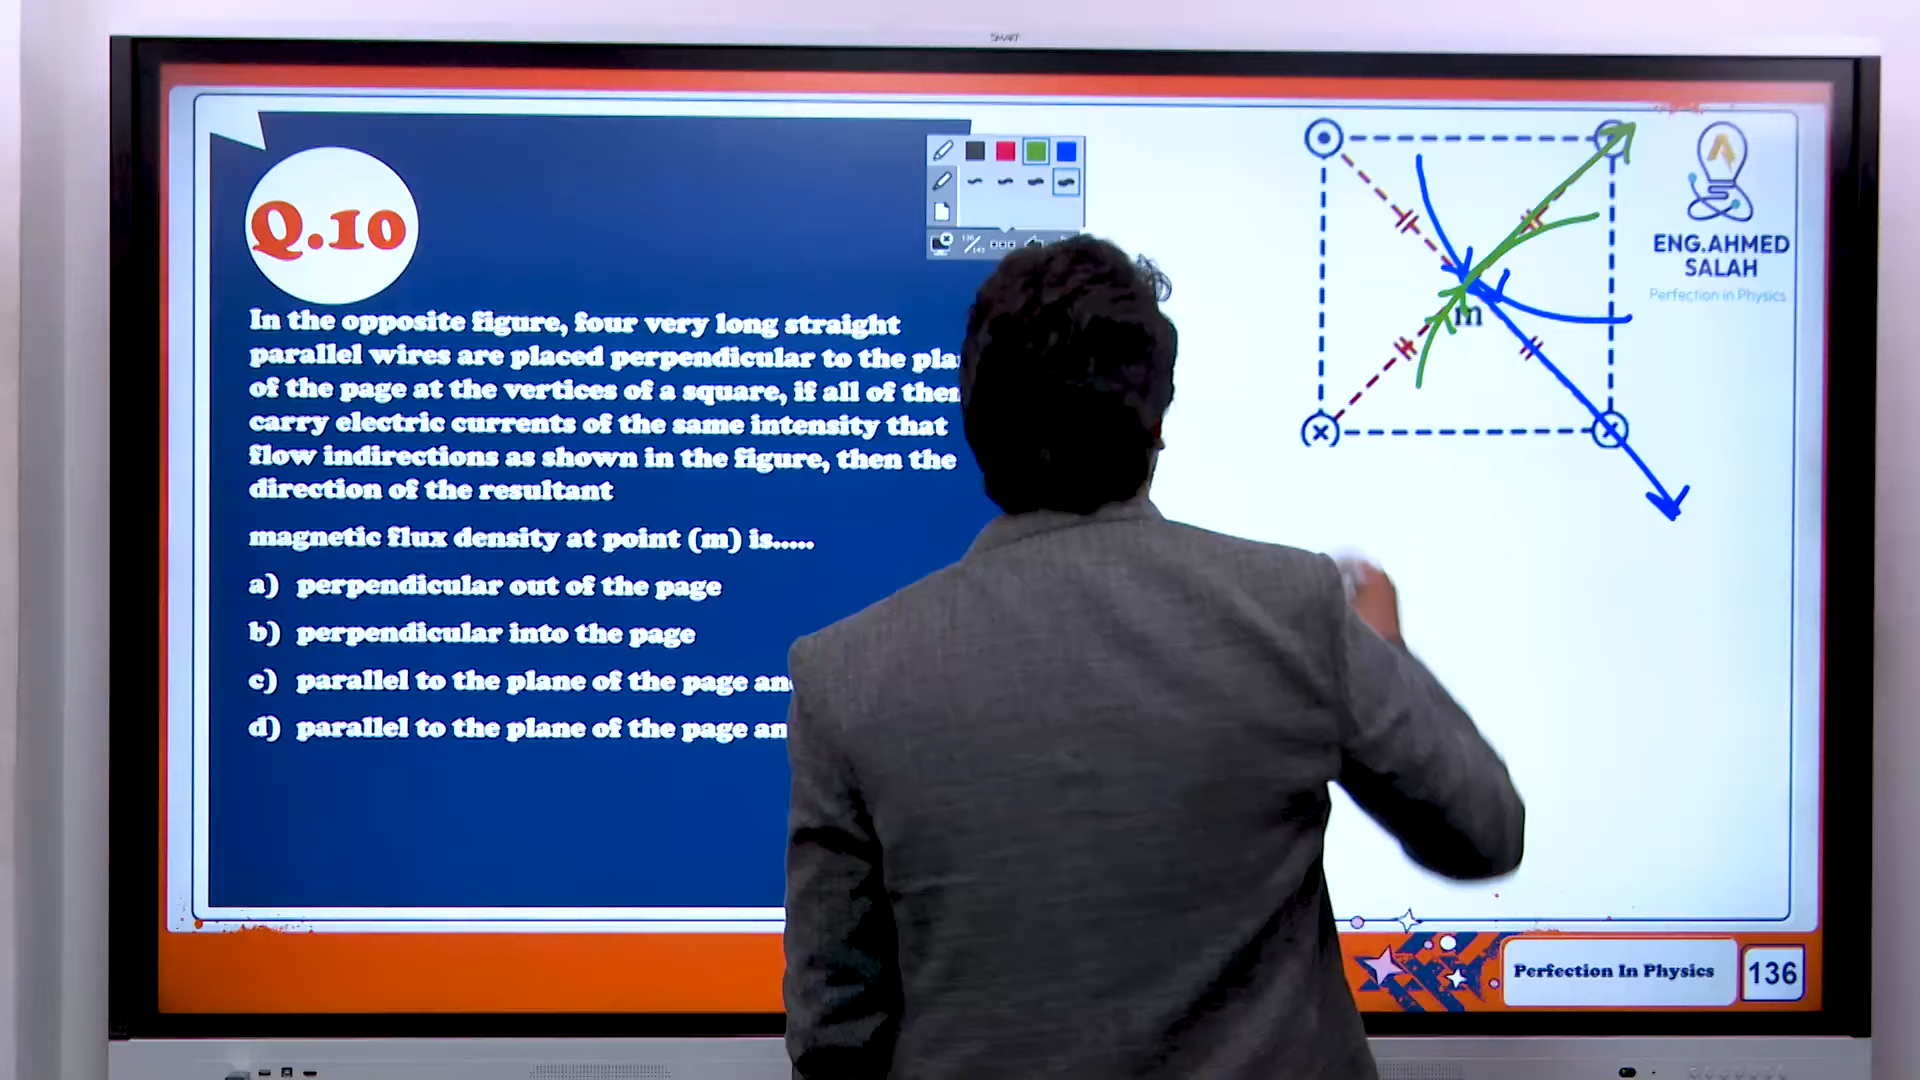 SMART
Q.10
In the opposite figure, four very long straight
parallel wires are placed perpendicular to the
of the page at the vertices of a square, if all of
carry electric currents of the same intensity that
flow indirections as shown in the figure, then the
direction of the resultant
magnetic flux density at point (m) is.....
a) perpendicular out of the page
b) perpendicular into the page
c) parallel to the plane of the page
d) parallel to the plane of the page
m
ENG.AHMED
SALAH
Perfection in Physics
Perfection In Physics
136